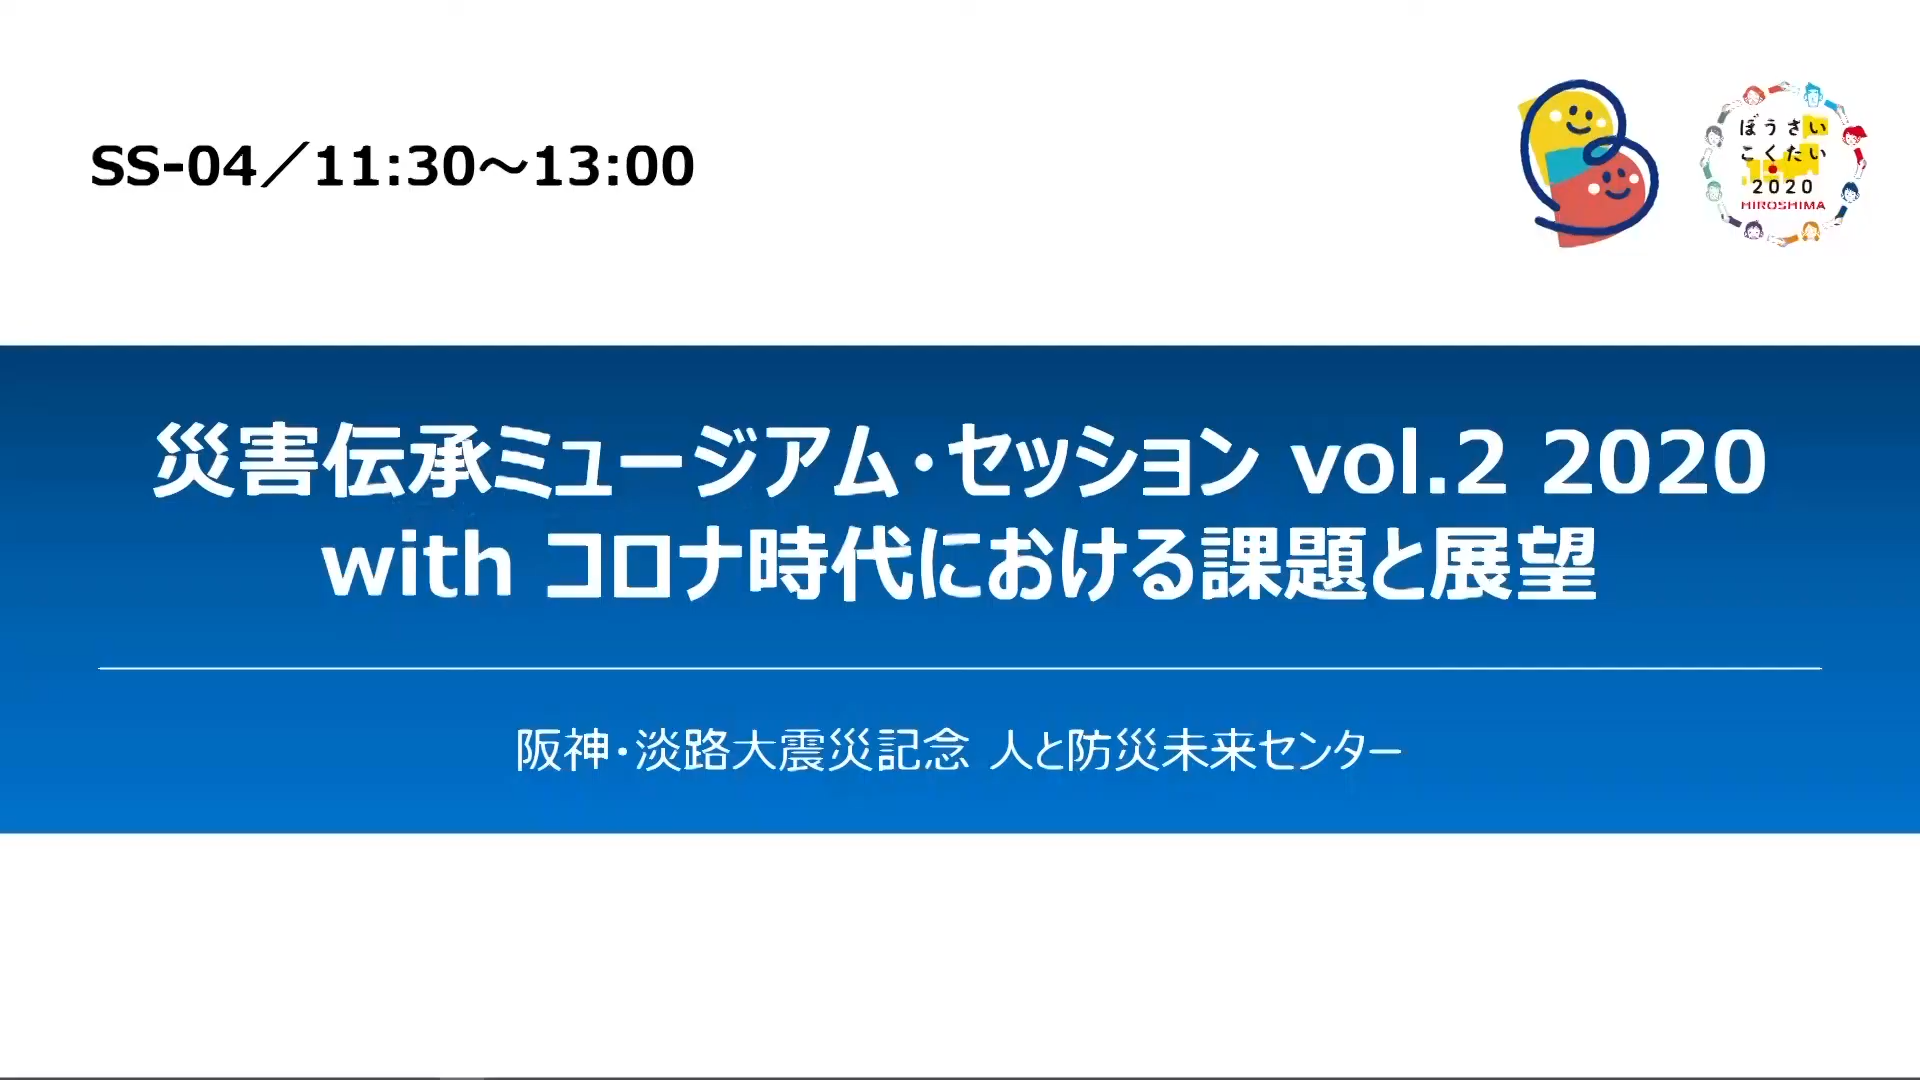 SS-04／11:30～13:00
ぼうさい
こくたい
2020
HIROSHIMA
災害伝承ミュージアム・セッション vol.2 2020
with コロナ時代における課題と展望
阪神・淡路大震災記念 人と防災未来センター